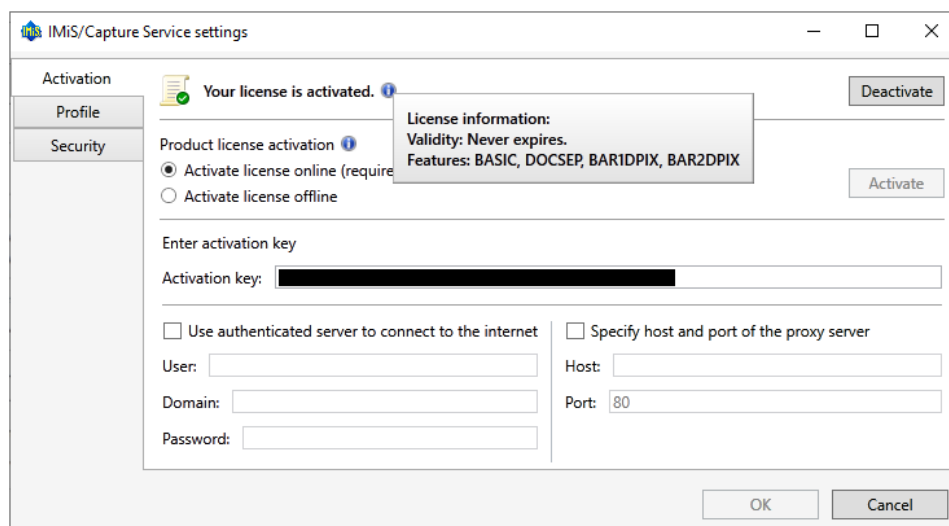 IMiS/Capture Service settings
Activation
Profile
Security
Your license is activated.
Deactivate
License information:
Validity: Never expires.
Features: BASIC, DOCSEP, BAR1DPIX, BAR2DPIX
Product license activation
Activate license online
Activate license offline
Activate
Enter activation key
Activation key:
Use authenticated server to connect to the internet
Specify host and port of the proxy server
User:
Host:
Domain:
Port: 80
Password:
OK
Cancel